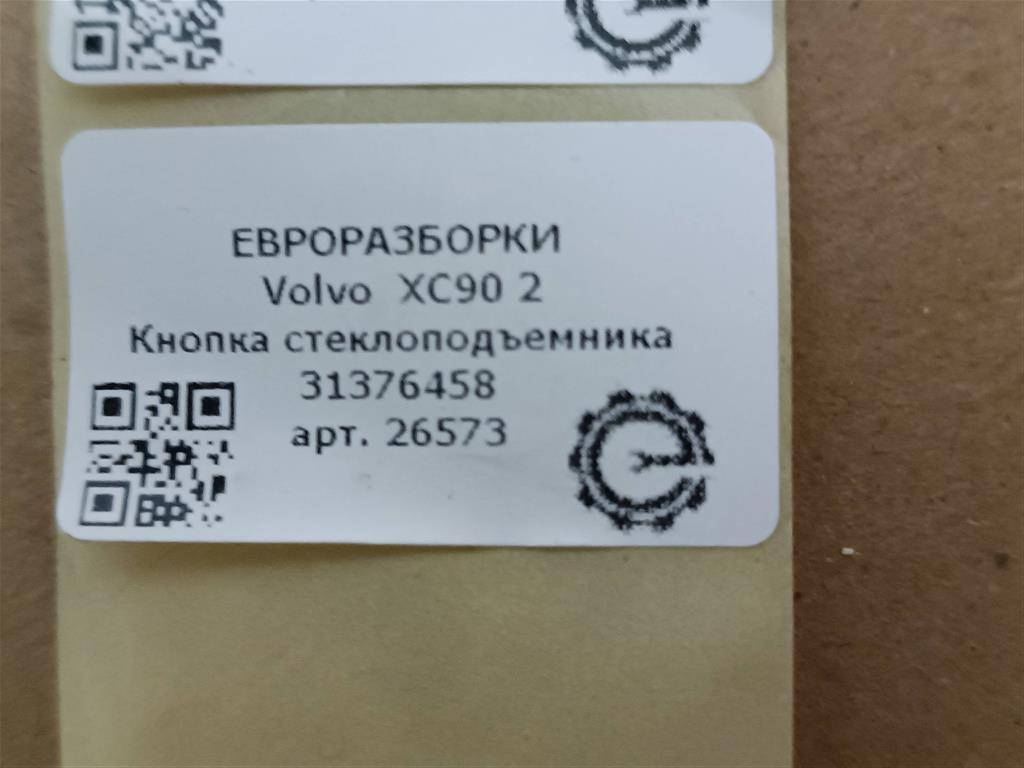 ЕВРОРАЗБОРКИ
Volvo XC90 2
Кнопка стеклоподъемника
31376458
арт. 26573